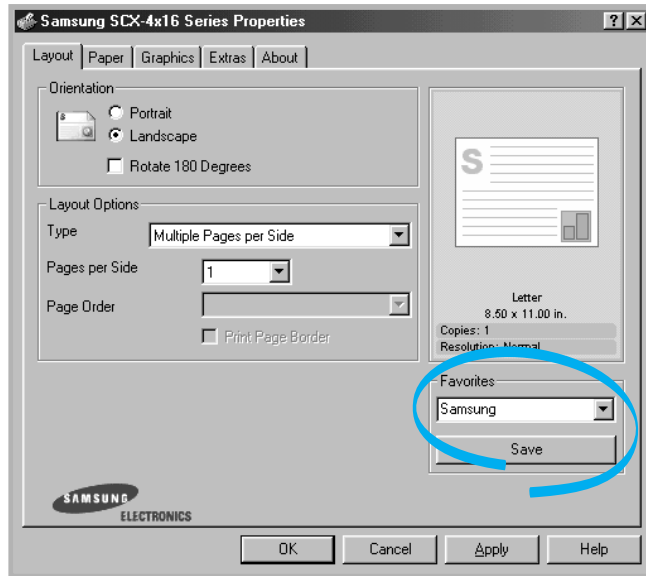 Samsung SCX-4x16 Series Properties
Layout Paper Graphics Extras About
Orientation
Portrait
Landscape
Rotate 180 Degrees
Layout Options
Type Multiple Pages per Side
Pages per Side 1
Page Order
Print Page Border
S
S
Letter
8.50 x 11.00 in.
Copies: 1
Resolution: Normal
Favorites
Samsung
Save
SAMSUNG
ELECTRONICS
OK Cancel Apply Help